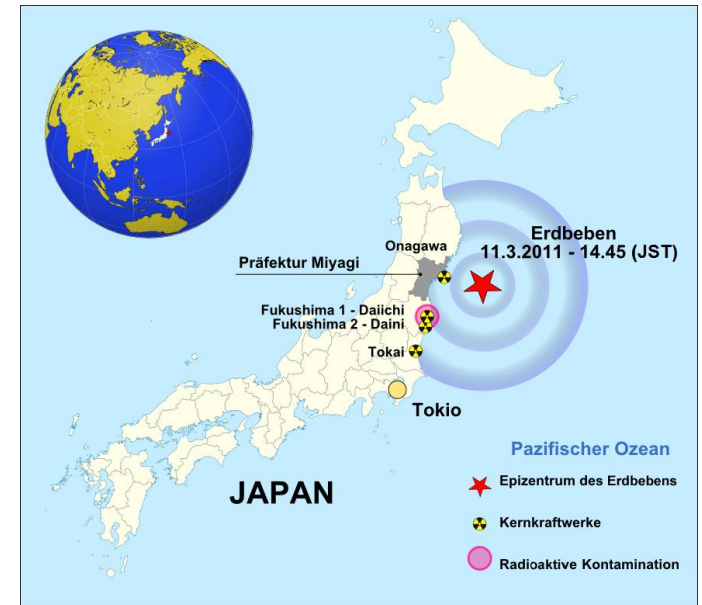 Erdbeben
11.3.2011 - 14.45 (JST)
Onagawa
Präfektur Miyagi
Fukushima 1 - Daiichi
Fukushima 2 - Daini
Tokai
Tokio
JAPAN
Pazifischer Ozean
Epizentrum des Erdbebens
Kernkraftwerke
Radioaktive Kontamination